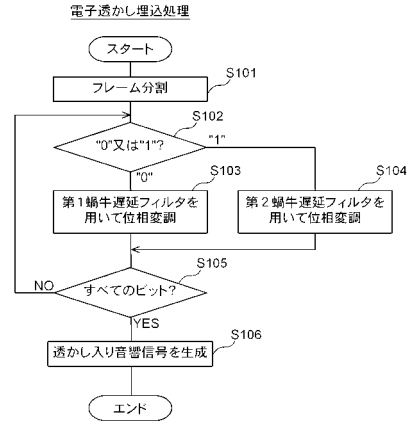 電子透かし埋込処理
スタート
S101
フレーム分割
S102
"0"又は"1"?
"1"
"0"
S103
第1蝸牛遅延フィルタを
用いて位相変調
S104
第2蝸牛遅延フィルタを
用いて位相変調
S105
すべてのビット?
NO
YES
S106
透かし入り音響信号を生成
エンド